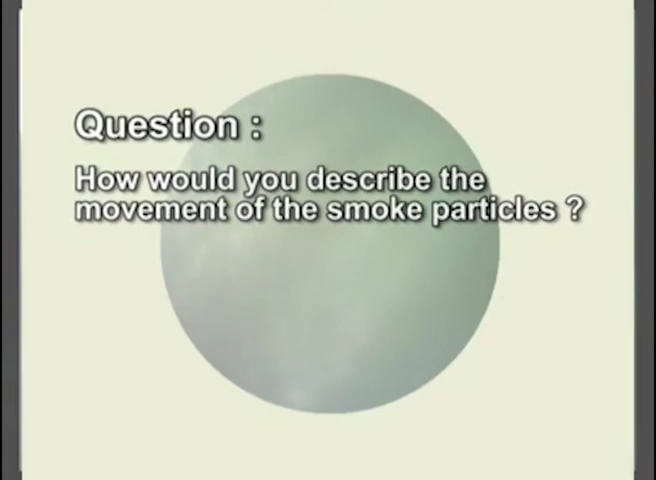 Question :
How would you describe the
movement of the smoke particles ?